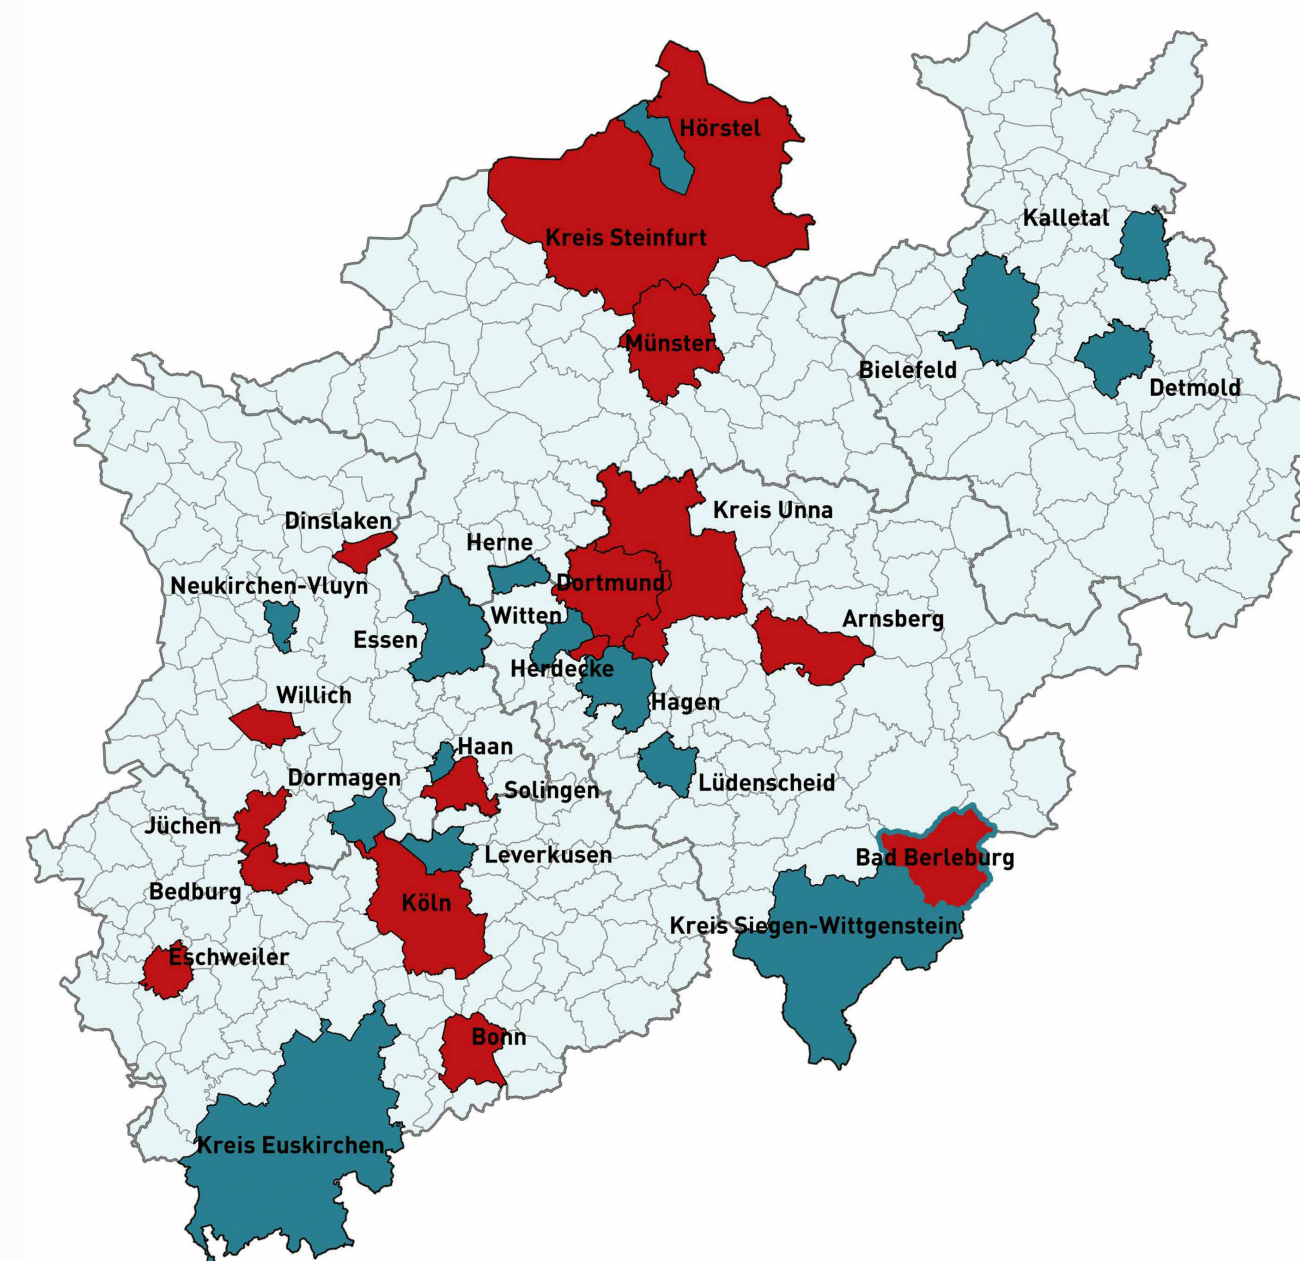 Hörstel
Kalletal
Kreis Steinfurt
Münster
Bielefeld
Detmold
Kreis Unna
Dinslaken
Herne
Dortmund
Neukirchen-Vluyn
Witten
Arnsberg
Essen
Herdecke
Willich
Hagen
Haan
Dormagen
Lüdenscheid
Solingen
Jüchen
Leverkusen
Bad Berleburg
Bedburg
Köln
Kreis Siegen-Wittgenstein
Eschweiler
Bonn
Kreis Euskirchen